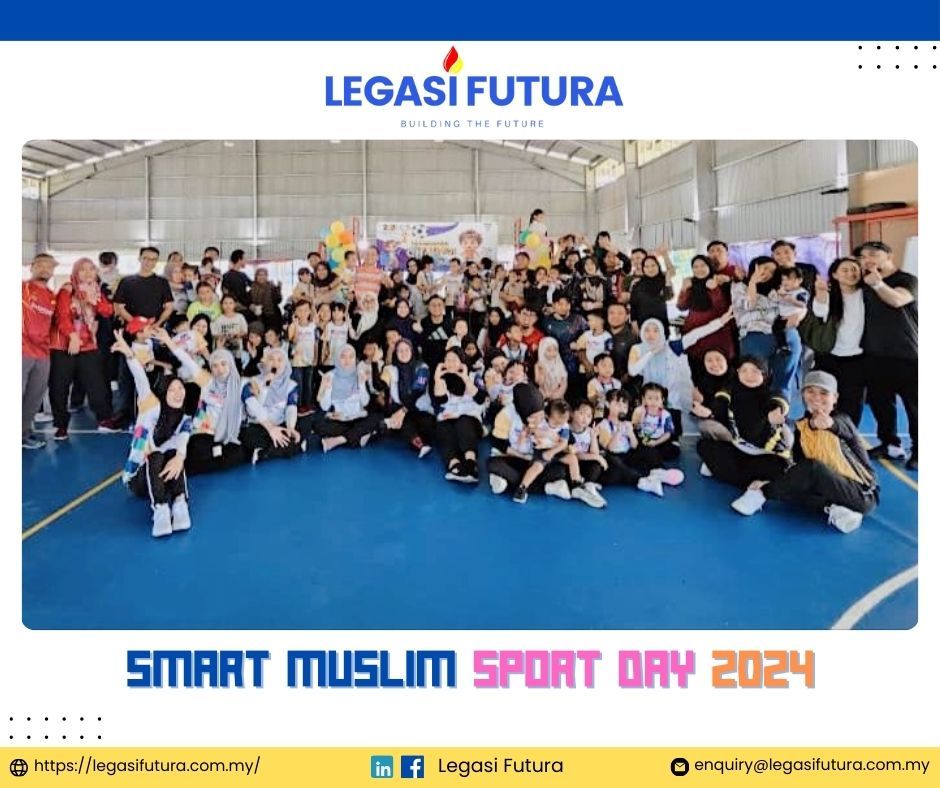 LEGASI FUTURA
BUILDING THE FUTURE
SMART MUSLIM SPORT DAY 2024
https://legasifutura.com.my/
in f Legasi Futura
enquiry@legasifutura.com.my